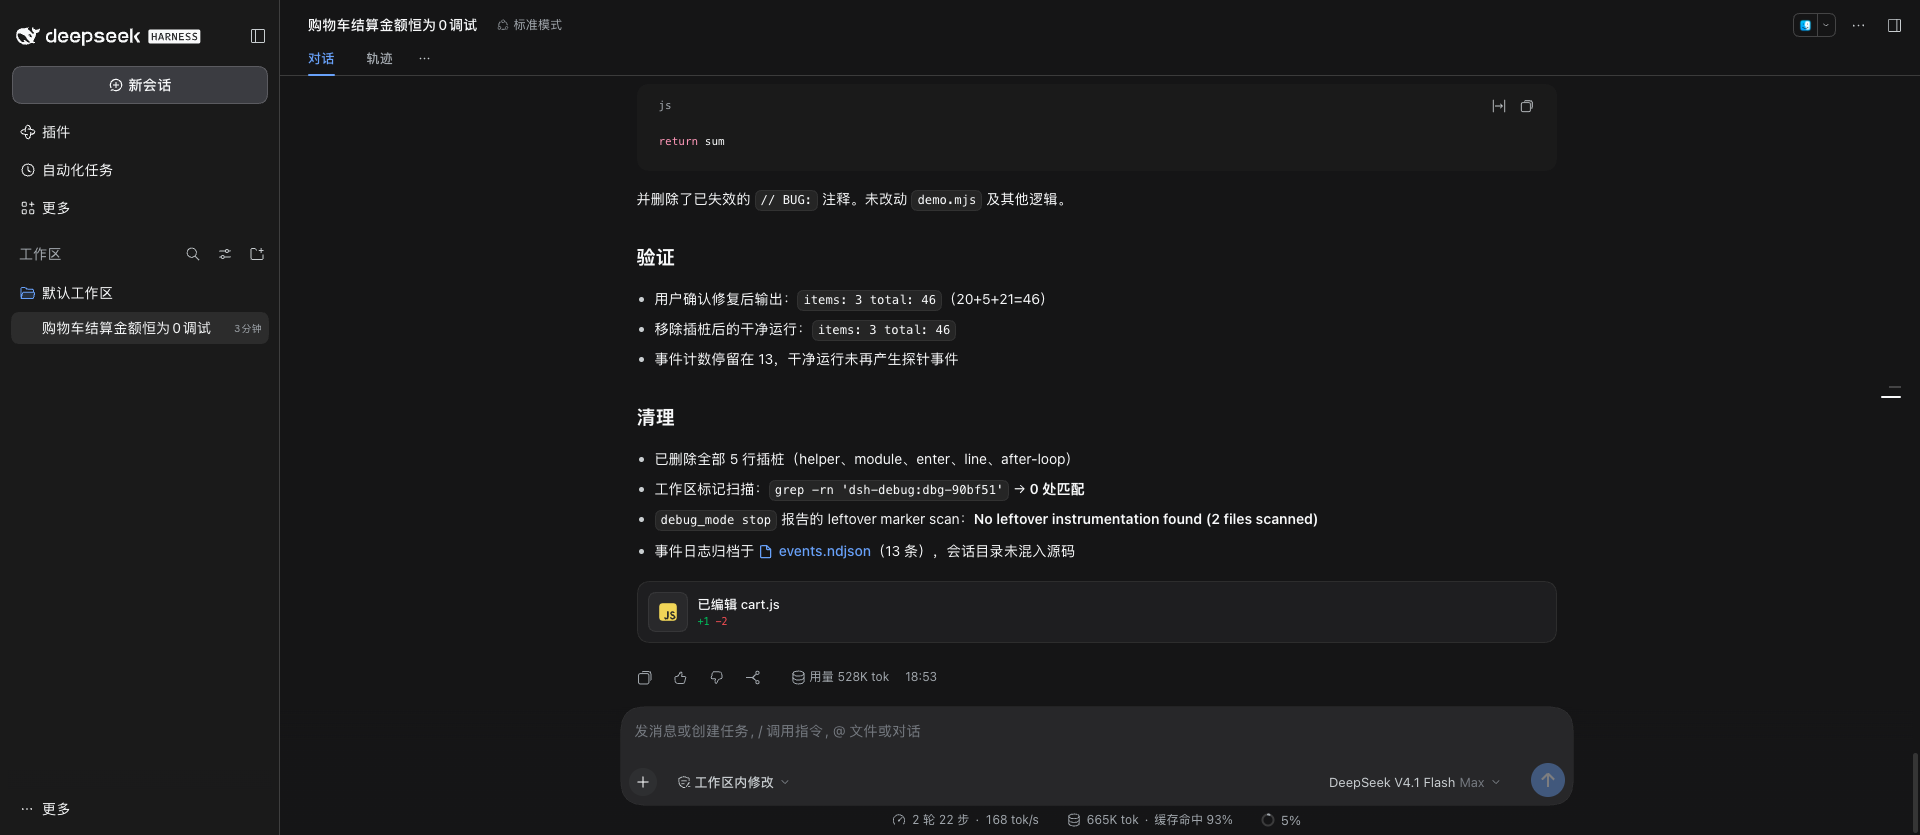 deepseek HARNESS
新会话
插件
自动化任务
更多
工作区
默认工作区
购物车结算金额恒为0调试 3分钟
更多
购物车结算金额恒为0调试 标准模式
对话 轨迹 ···
js
return sum
并删除了已失效的 // BUG: 注释。未改动 demo.mjs 及其他逻辑。
验证
用户确认修复后输出： items: 3 total: 46 （20+5+21=46）
移除插桩后的干净运行： items: 3 total: 46
事件计数停留在 13，干净运行未再产生探针事件
清理
已删除全部 5 行插桩（helper、module、enter、line、after-loop）
工作区标记扫描： grep -rn 'dsh-debug:dbg-90bf51' → 0 处匹配
debug_mode stop 报告的 leftover marker scan：No leftover instrumentation found (2 files scanned)
事件日志归档于 events.ndjson（13 条），会话目录未混入源码
JS
已编辑 cart.js
+1 -2
用量 528K tok 18:53
发消息或创建任务, / 调用指令, @ 文件或对话
工作区内修改
DeepSeek V4.1 Flash Max
2 轮 22 步 · 168 tok/s 665K tok · 缓存命中 93% 5%